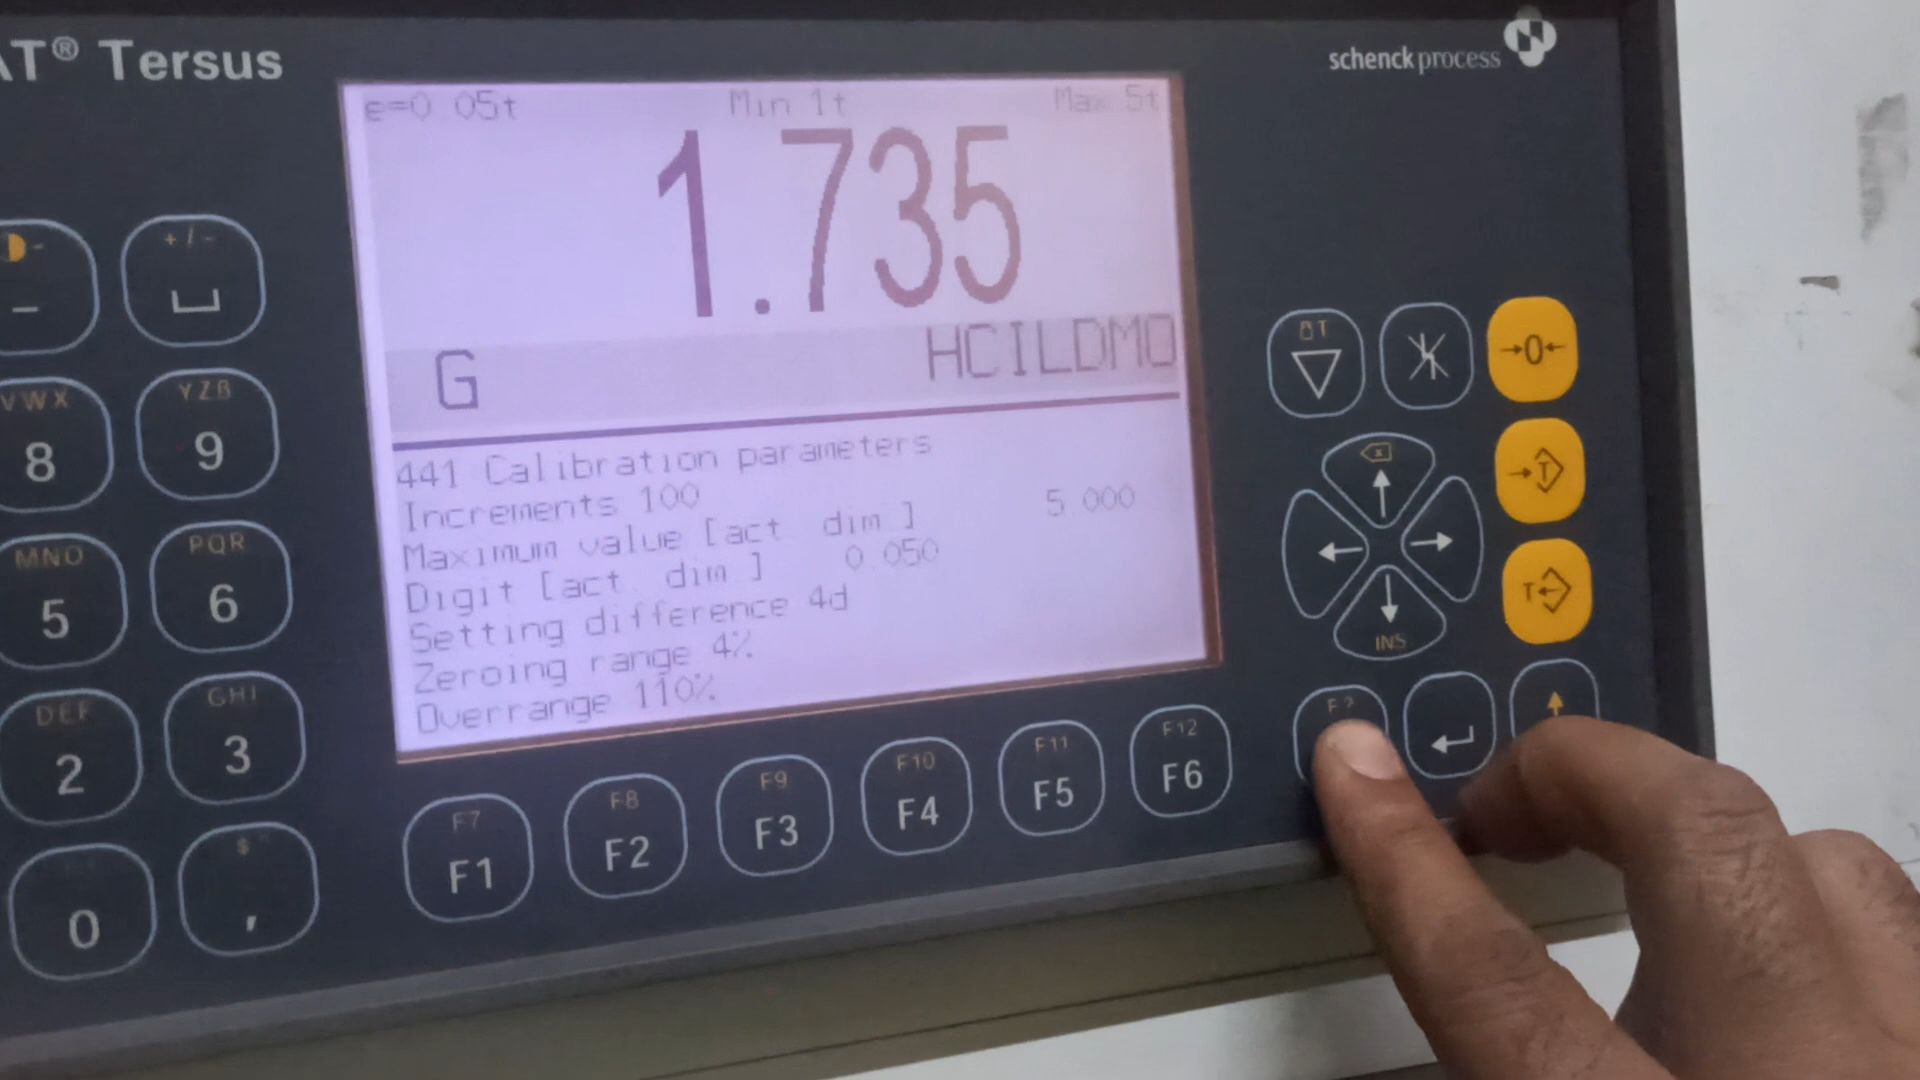 AT® Tersus
schenck process
e=0.05t Min 1t Max 5t
1.735
G HCILDMO
441 Calibration parameters
Increments 100
Maximum value [act. dim.] 5.000
Digit [act. dim.] 0.050
Setting difference 4d
Zeroing range 4%
Overrange 110%
+/-
VWX
8
YZB
9
MNO
5
PQR
6
DEF
2
GHI
3
0
$
,
F7
F1
F8
F2
F9
F3
F10
F4
F11
F5
F12
F6
→0←
→T
T←
INS